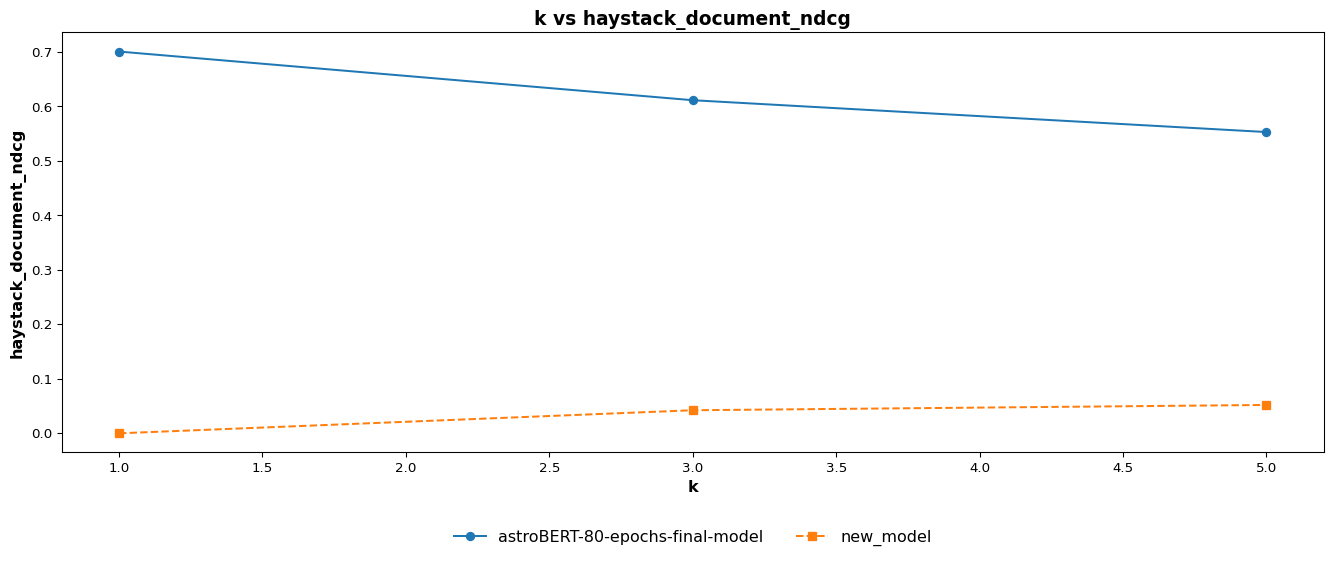 k vs haystack_document_ndcg
haystack_document_ndcg
0.7
0.6
0.5
0.4
0.3
0.2
0.1
0.0
1.0 1.5 2.0 2.5 3.0 3.5 4.0 4.5 5.0
k
astroBERT-80-epochs-final-model new_model